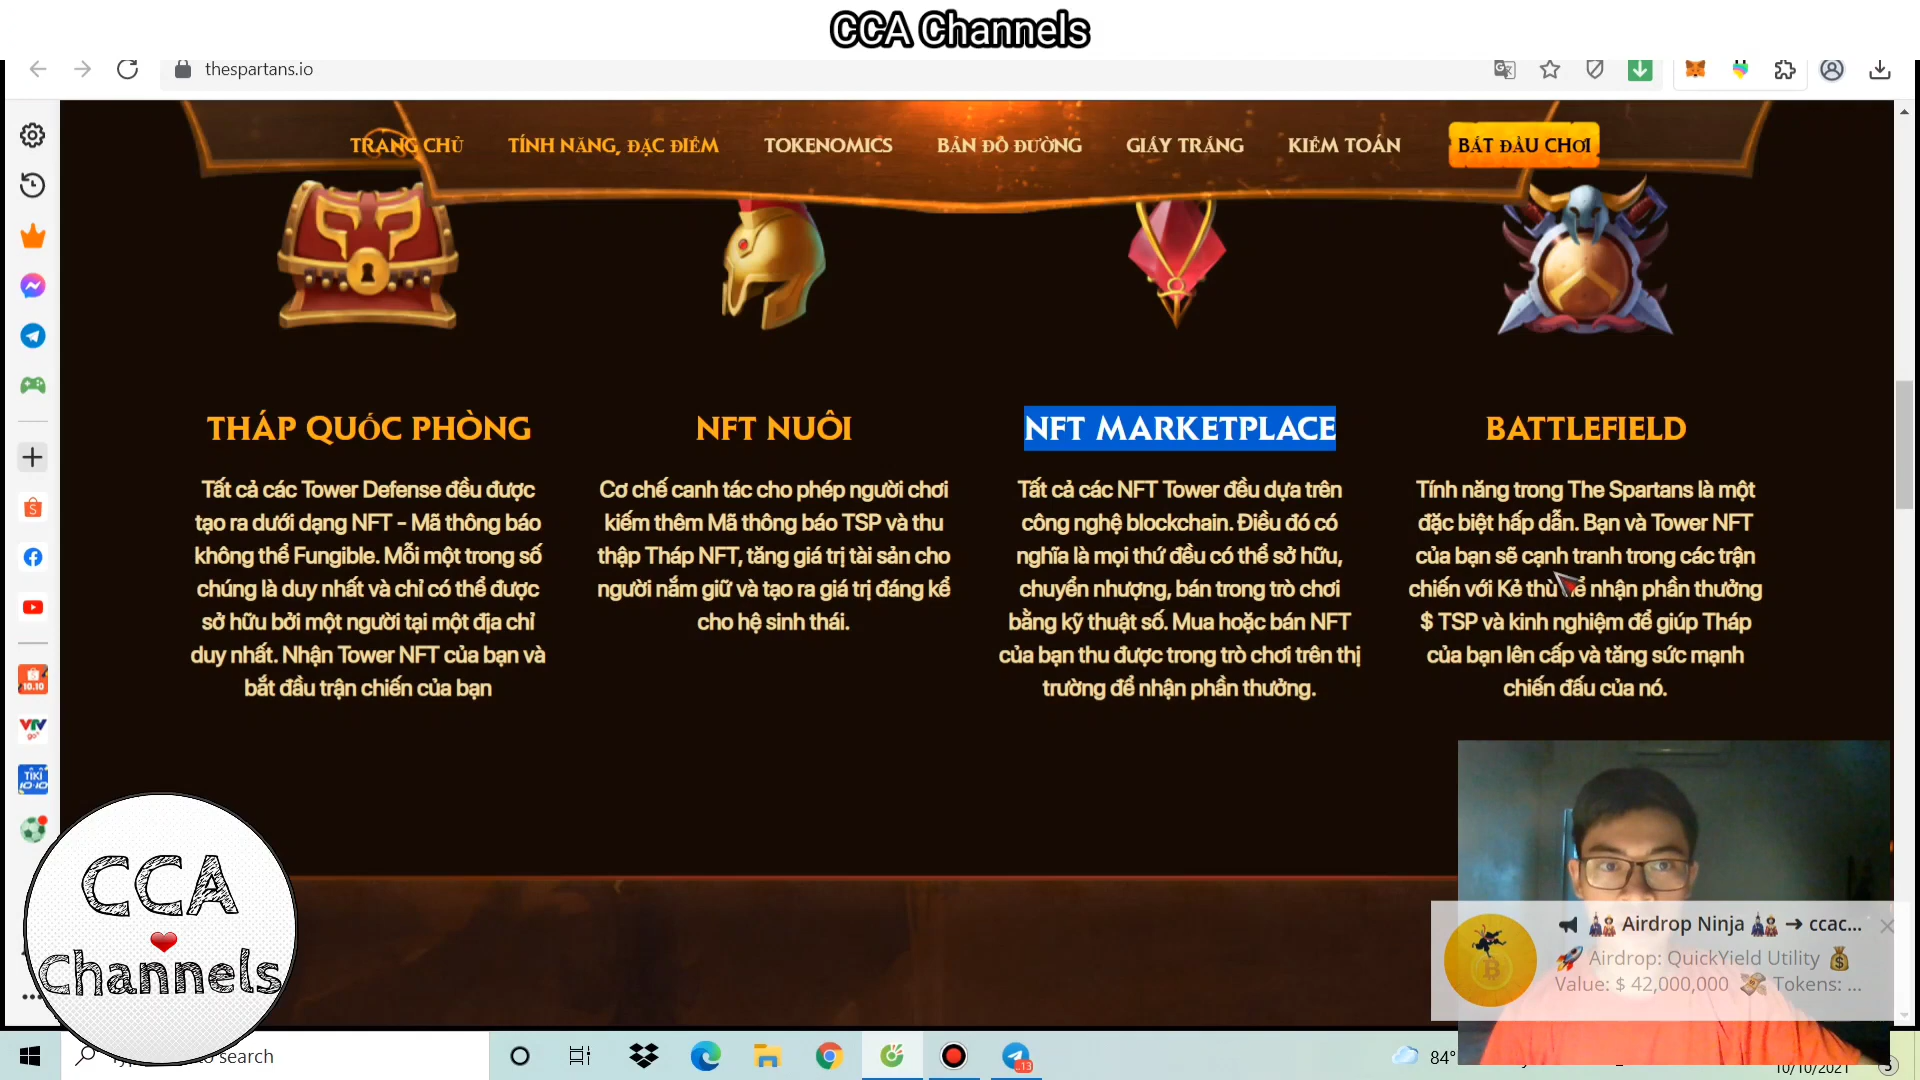 CCA Channels
thespartans.io
TRANG CHỦ TÍNH NĂNG, ĐẶC ĐIỂM TOKENOMICS BẢN ĐỒ ĐƯỜNG GIẤY TRẮNG KIỂM TOÁN BẮT ĐẦU CHƠI
THÁP QUỐC PHÒNG
Tất cả các Tower Defense đều được
tạo ra dưới dạng NFT - Mã thông báo
không thể Fungible. Mỗi một trong số
chúng là duy nhất và chỉ có thể được
sở hữu bởi một người tại một địa chỉ
duy nhất. Nhận Tower NFT của bạn và
bắt đầu trận chiến của bạn
NFT NUÔI
Cơ chế canh tác cho phép người chơi
kiếm thêm Mã thông báo TSP và thu
thập Tháp NFT, tăng giá trị tài sản cho
người nắm giữ và tạo ra giá trị đáng kể
cho hệ sinh thái.
NFT MARKETPLACE
Tất cả các NFT Tower đều dựa trên
công nghệ blockchain. Điều đó có
nghĩa là mọi thứ đều có thể sở hữu,
chuyển nhượng, bán trong trò chơi
bằng kỹ thuật số. Mua hoặc bán NFT
của bạn thu được trong trò chơi trên thị
trường để nhận phần thưởng.
BATTLEFIELD
Tính năng trong The Spartans là một
đặc biệt hấp dẫn. Bạn và Tower NFT
của bạn sẽ cạnh tranh trong các trận
chiến với Kẻ thù để nhận phần thưởng
$ TSP và kinh nghiệm để giúp Tháp
của bạn lên cấp và tăng sức mạnh
chiến đấu của nó.
10.10
VTV
go
TIKI
10·10
CCA
Channels
Airdrop Ninja → ccac...
Airdrop: QuickYield Utility
Value: $ 42,000,000 Tokens: ...
search
13
84°
10/10/2021